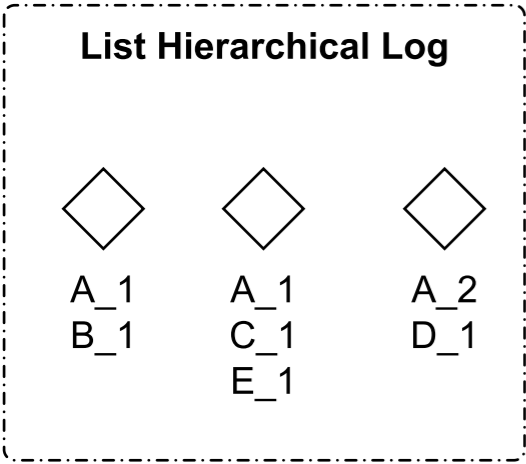 List Hierarchical Log
A_1
B_1
A_1
C_1
E_1
A_2
D_1